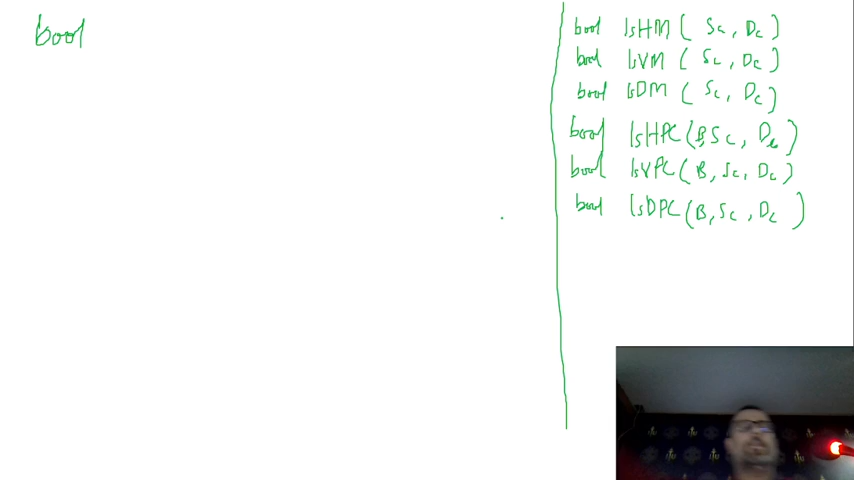 bool
bool IsHM ( Sc, Dc )
bool IsVM ( Sc, Dc )
bool IsDM ( Sc, Dc )
bool IsHPC ( B, Sc, Dc )
bool IsVPC ( B, Sc, Dc )
bool IsDPC ( B, Sc, Dc )